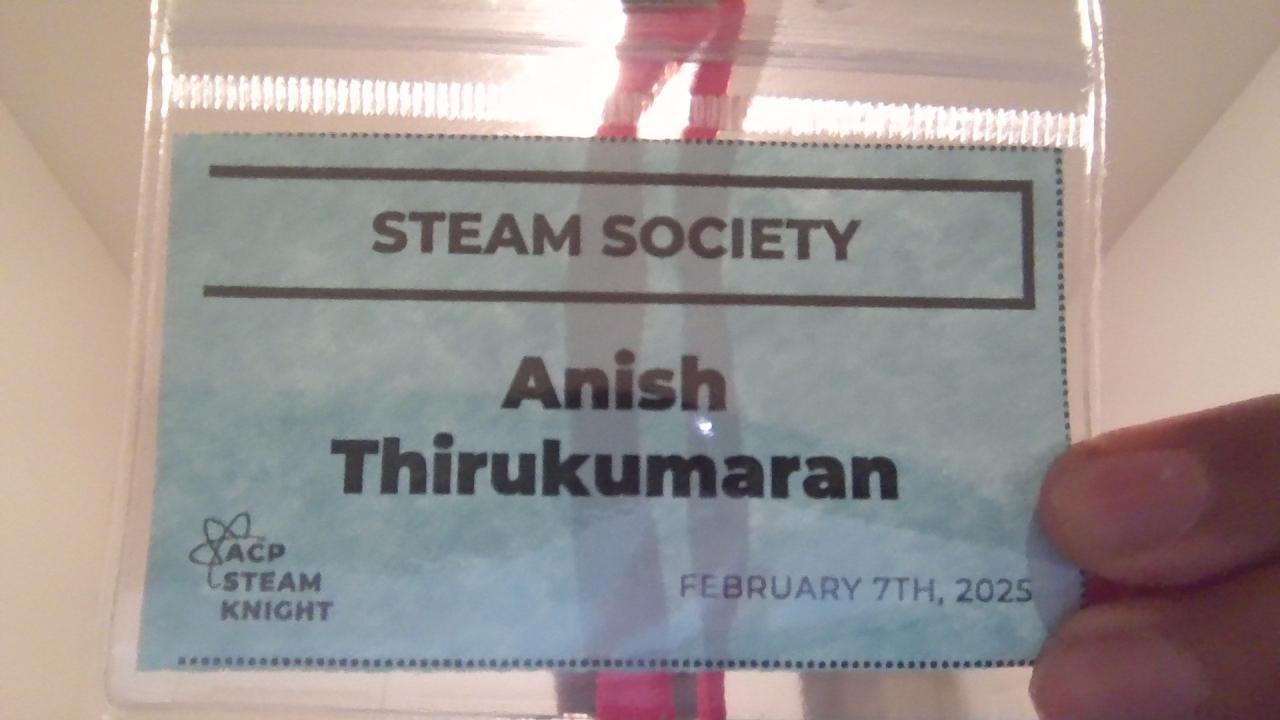 STEAM SOCIETY
Anish
Thirukumaran
ACP
STEAM
KNIGHT
FEBRUARY 7TH, 2025